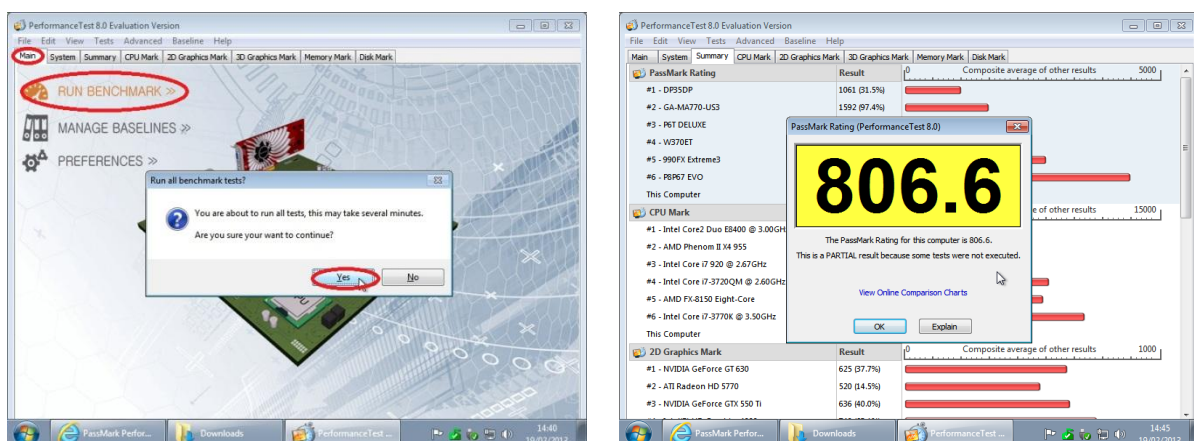 PerformanceTest 8.0 Evaluation Version
File Edit View Tests Advanced Baseline Help
Main System Summary CPU Mark 2D Graphics Mark 3D Graphics Mark Memory Mark Disk Mark
RUN BENCHMARK >>
MANAGE BASELINES >>
PREFERENCES >>
Run all benchmark tests?
You are about to run all tests, this may take several minutes.
Are you sure your want to continue?
Yes No
CPU
PassMark Perfor... Downloads PerformanceTest ...
14:40
19/02/2013
PerformanceTest 8.0 Evaluation Version
File Edit View Tests Advanced Baseline Help
Main System Summary CPU Mark 2D Graphics Mark 3D Graphics Mark Memory Mark Disk Mark
PassMark Rating Result 0 Composite average of other results 5000
#1 - DP35DP 1061 (31.5%)
#2 - GA-MA770-US3 1592 (97.4%)
#3 - P6T DELUXE
#4 - W370ET
#5 - 990FX Extreme3
#6 - P8P67 EVO
This Computer
CPU Mark e of other results 15000
#1 - Intel Core2 Duo E8400 @ 3.00GH
#2 - AMD Phenom II X4 955
#3 - Intel Core i7 920 @ 2.67GHz
#4 - Intel Core i7-3720QM @ 2.60GHz
#5 - AMD FX-8150 Eight-Core
#6 - Intel Core i7-3770K @ 3.50GHz
This Computer
2D Graphics Mark Result 0 Composite average of other results 1000
#1 - NVIDIA GeForce GT 630 625 (37.7%)
#2 - ATI Radeon HD 5770 520 (14.5%)
#3 - NVIDIA GeForce GTX 550 Ti 636 (40.0%)
PassMark Rating (PerformanceTest 8.0)
806.6
The PassMark Rating for this computer is 806.6.
This is a PARTIAL result because some tests were not executed.
View Online Comparison Charts
OK Explain
PassMark Perfor... Downloads PerformanceTest ...
14:45
19/02/2013